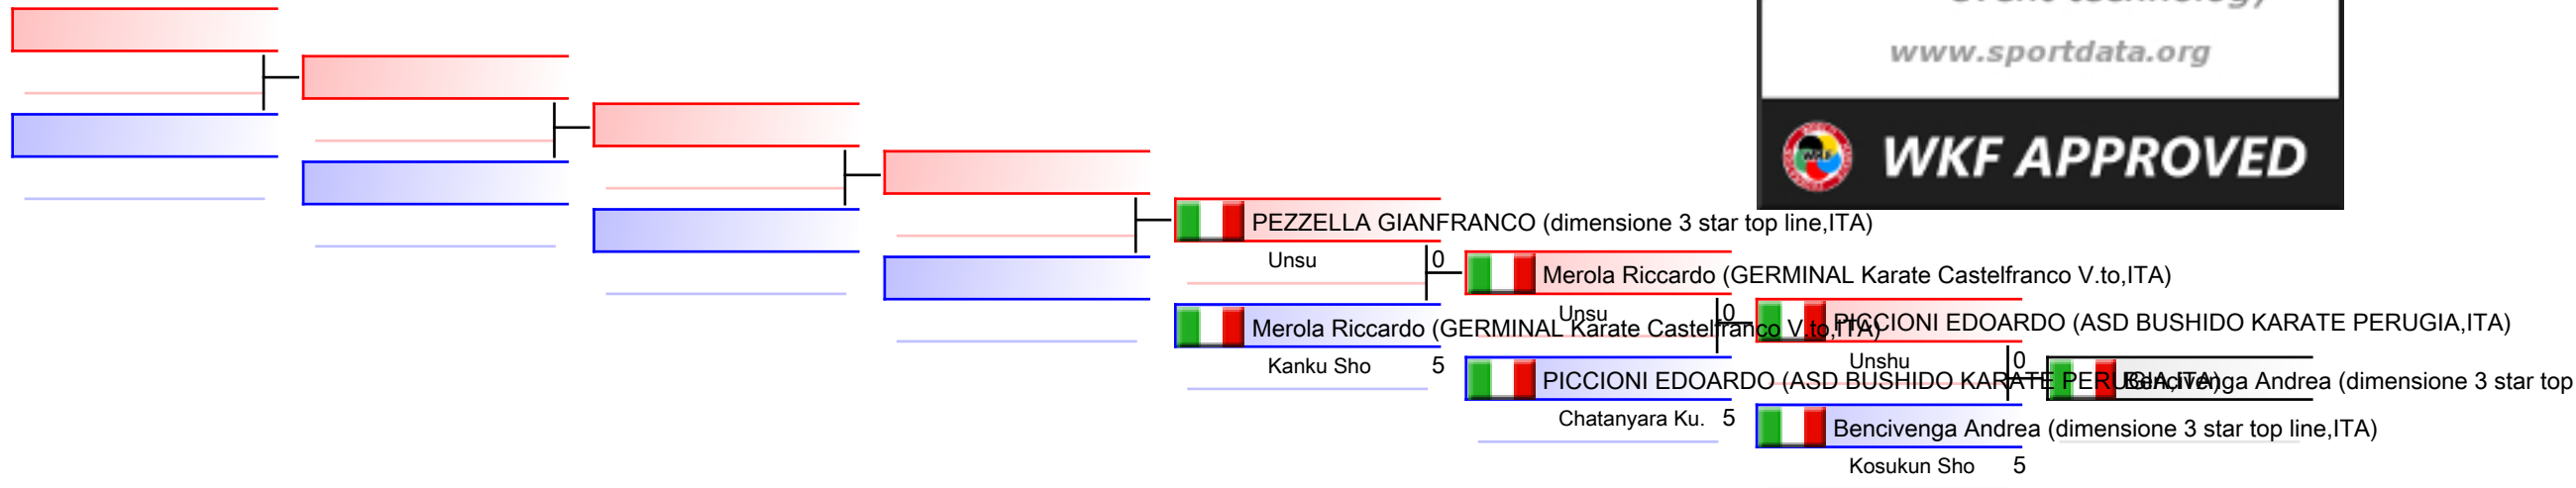 www.sportdata.org
WKF APPROVED
PEZZELLA GIANFRANCO (dimensione 3 star top line,ITA)
Unsu 0
Merola Riccardo (GERMINAL Karate Castelfranco V.to,ITA)
Kanku Sho 5
Merola Riccardo (GERMINAL Karate Castelfranco V.to,ITA)
Unsu 0
PICCIONI EDOARDO (ASD BUSHIDO KARATE PERUGIA,ITA)
Chatanyara Ku. 5
PICCIONI EDOARDO (ASD BUSHIDO KARATE PERUGIA,ITA)
Unshu 0
Bencivenga Andrea (dimensione 3 star top line,ITA)
Kosukun Sho 5
Bencivenga Andrea (dimensione 3 star top